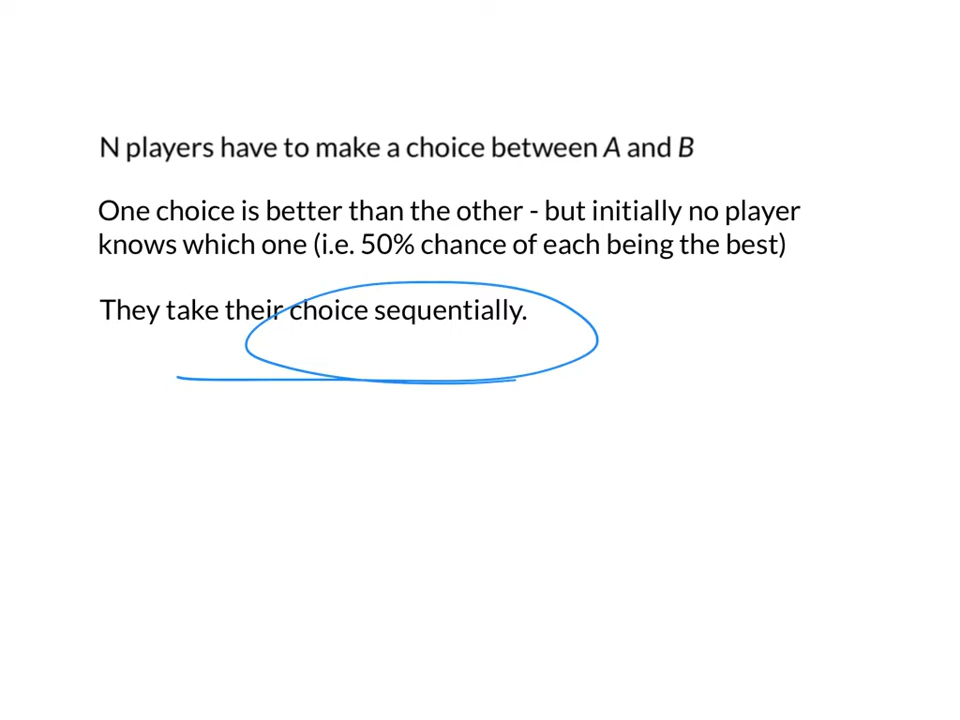 N players have to make a choice between A and B
One choice is better than the other - but initially no player
knows which one (i.e. 50% chance of each being the best)
They take their choice sequentially.